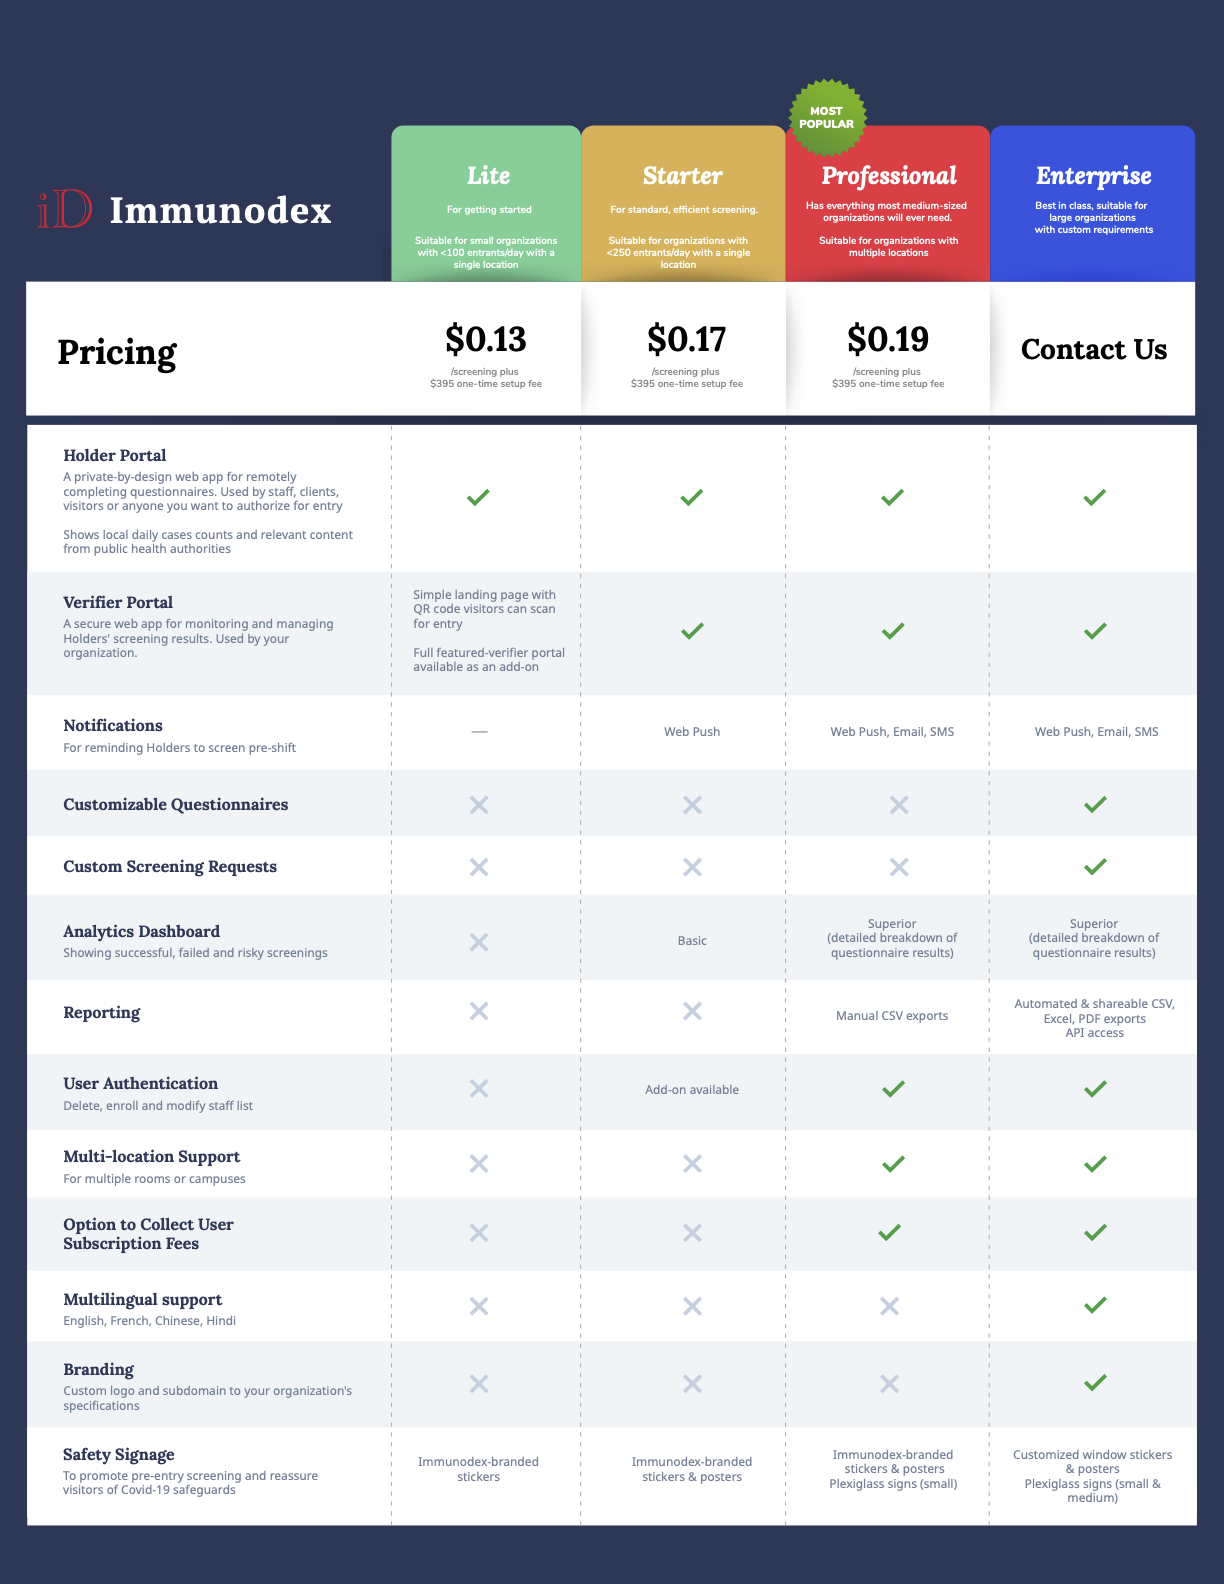 MOST
POPULAR
iD Immunodex
Lite
For getting started
Suitable for small organizations
with <100 entrants/day with a
single location
Starter
For standard, efficient screening.
Suitable for organizations with
<250 entrants/day with a single
location
Professional
Has everything most medium-sized
organizations will ever need.
Suitable for organizations with
multiple locations
Enterprise
Best in class, suitable for
large organizations
with custom requirements
Pricing
$0.13
/screening plus
$395 one-time setup fee
$0.17
/screening plus
$395 one-time setup fee
$0.19
/screening plus
$395 one-time setup fee
Contact Us
Holder Portal
A private-by-design web app for remotely
completing questionnaires. Used by staff, clients,
visitors or anyone you want to authorize for entry
Shows local daily cases counts and relevant content
from public health authorities
Verifier Portal
A secure web app for monitoring and managing
Holders' screening results. Used by your
organization.
Simple landing page with
QR code visitors can scan
for entry
Full featured-verifier portal
available as an add-on
Notifications
For reminding Holders to screen pre-shift
—
Web Push
Web Push, Email, SMS
Web Push, Email, SMS
Customizable Questionnaires
Custom Screening Requests
Analytics Dashboard
Showing successful, failed and risky screenings
Basic
Superior
(detailed breakdown of
questionnaire results)
Superior
(detailed breakdown of
questionnaire results)
Reporting
Manual CSV exports
Automated & shareable CSV,
Excel, PDF exports
API access
User Authentication
Delete, enroll and modify staff list
Add-on available
Multi-location Support
For multiple rooms or campuses
Option to Collect User
Subscription Fees
Multilingual support
English, French, Chinese, Hindi
Branding
Custom logo and subdomain to your organization's
specifications
Safety Signage
To promote pre-entry screening and reassure
visitors of Covid-19 safeguards
Immunodex-branded
stickers
Immunodex-branded
stickers & posters
Immunodex-branded
stickers & posters
Plexiglass signs (small)
Customized window stickers
& posters
Plexiglass signs (small &
medium)